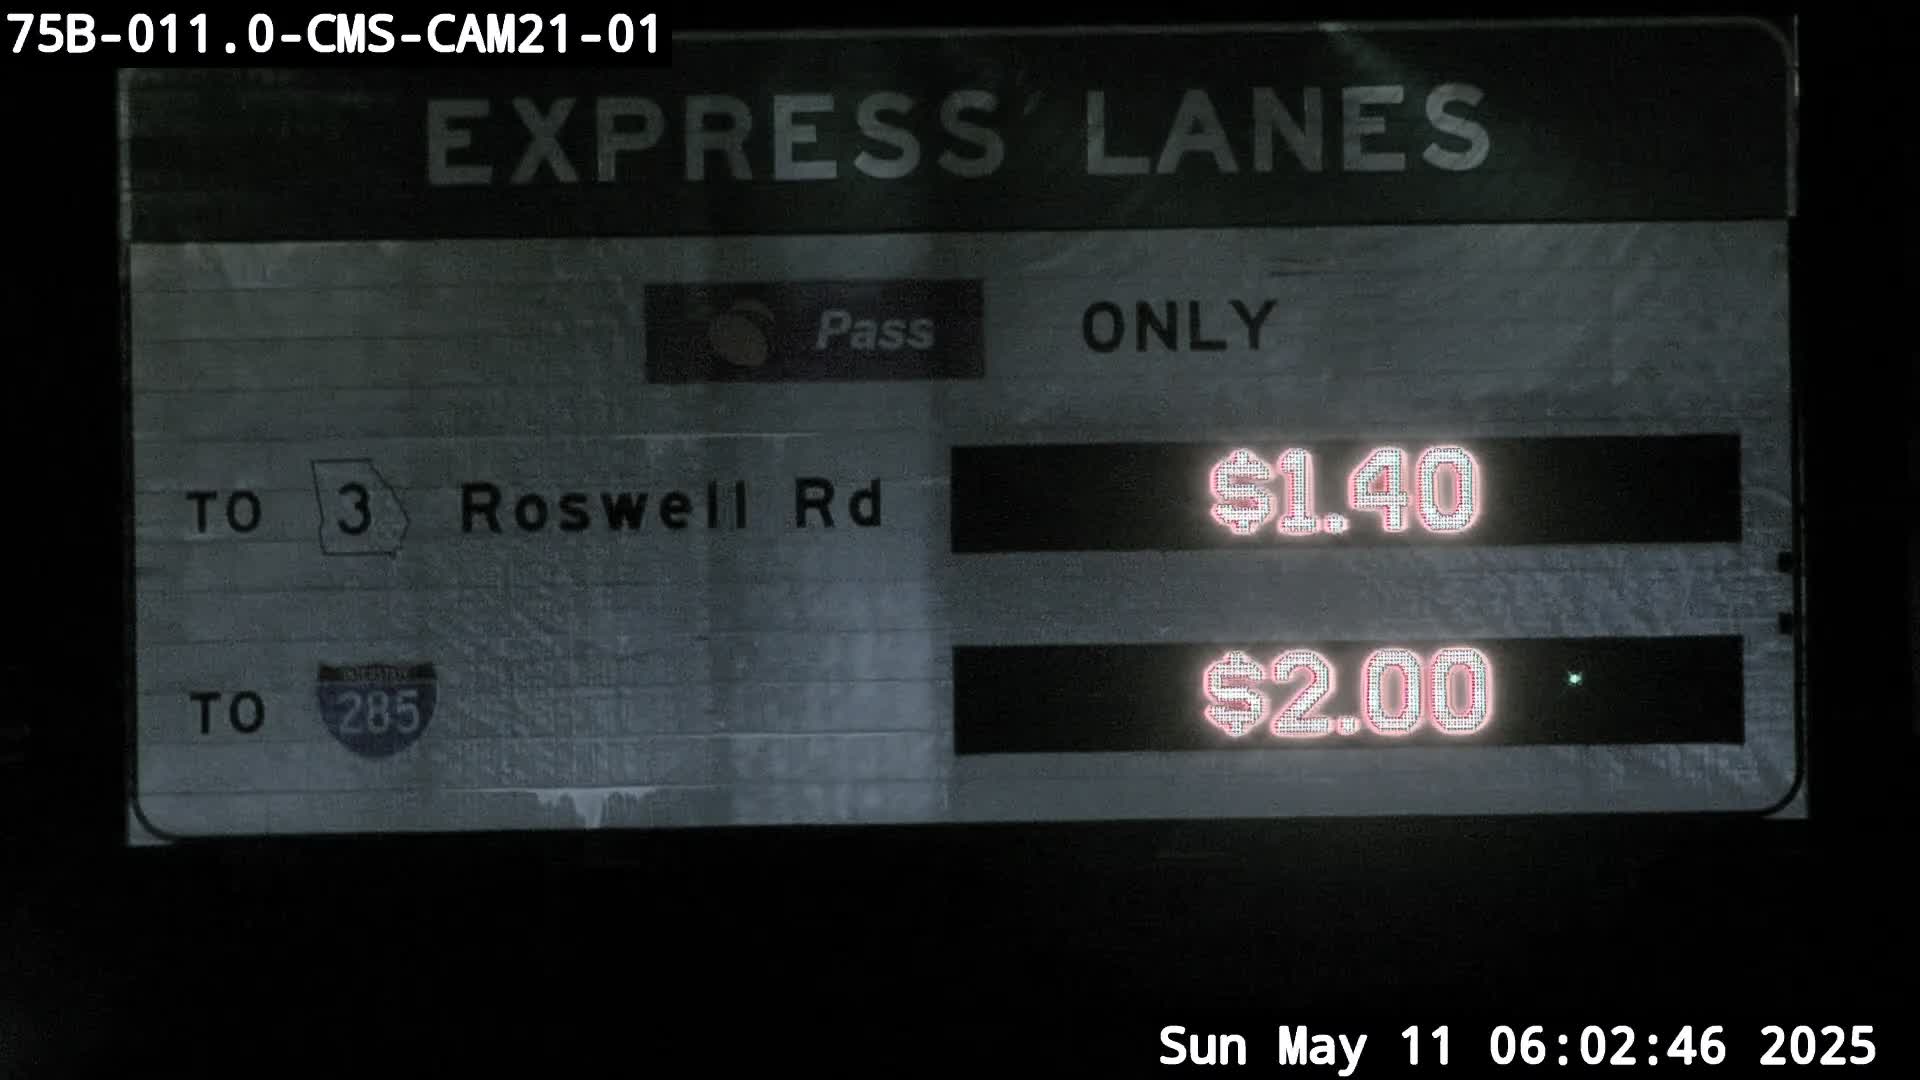 75B-011.0-CMS-CAM21-01
EXPRESS LANES
Pass ONLY
TO 3 Roswell Rd $1.40
INTERSTATE
TO 285 $2.00
Sun May 11 06:02:46 2025